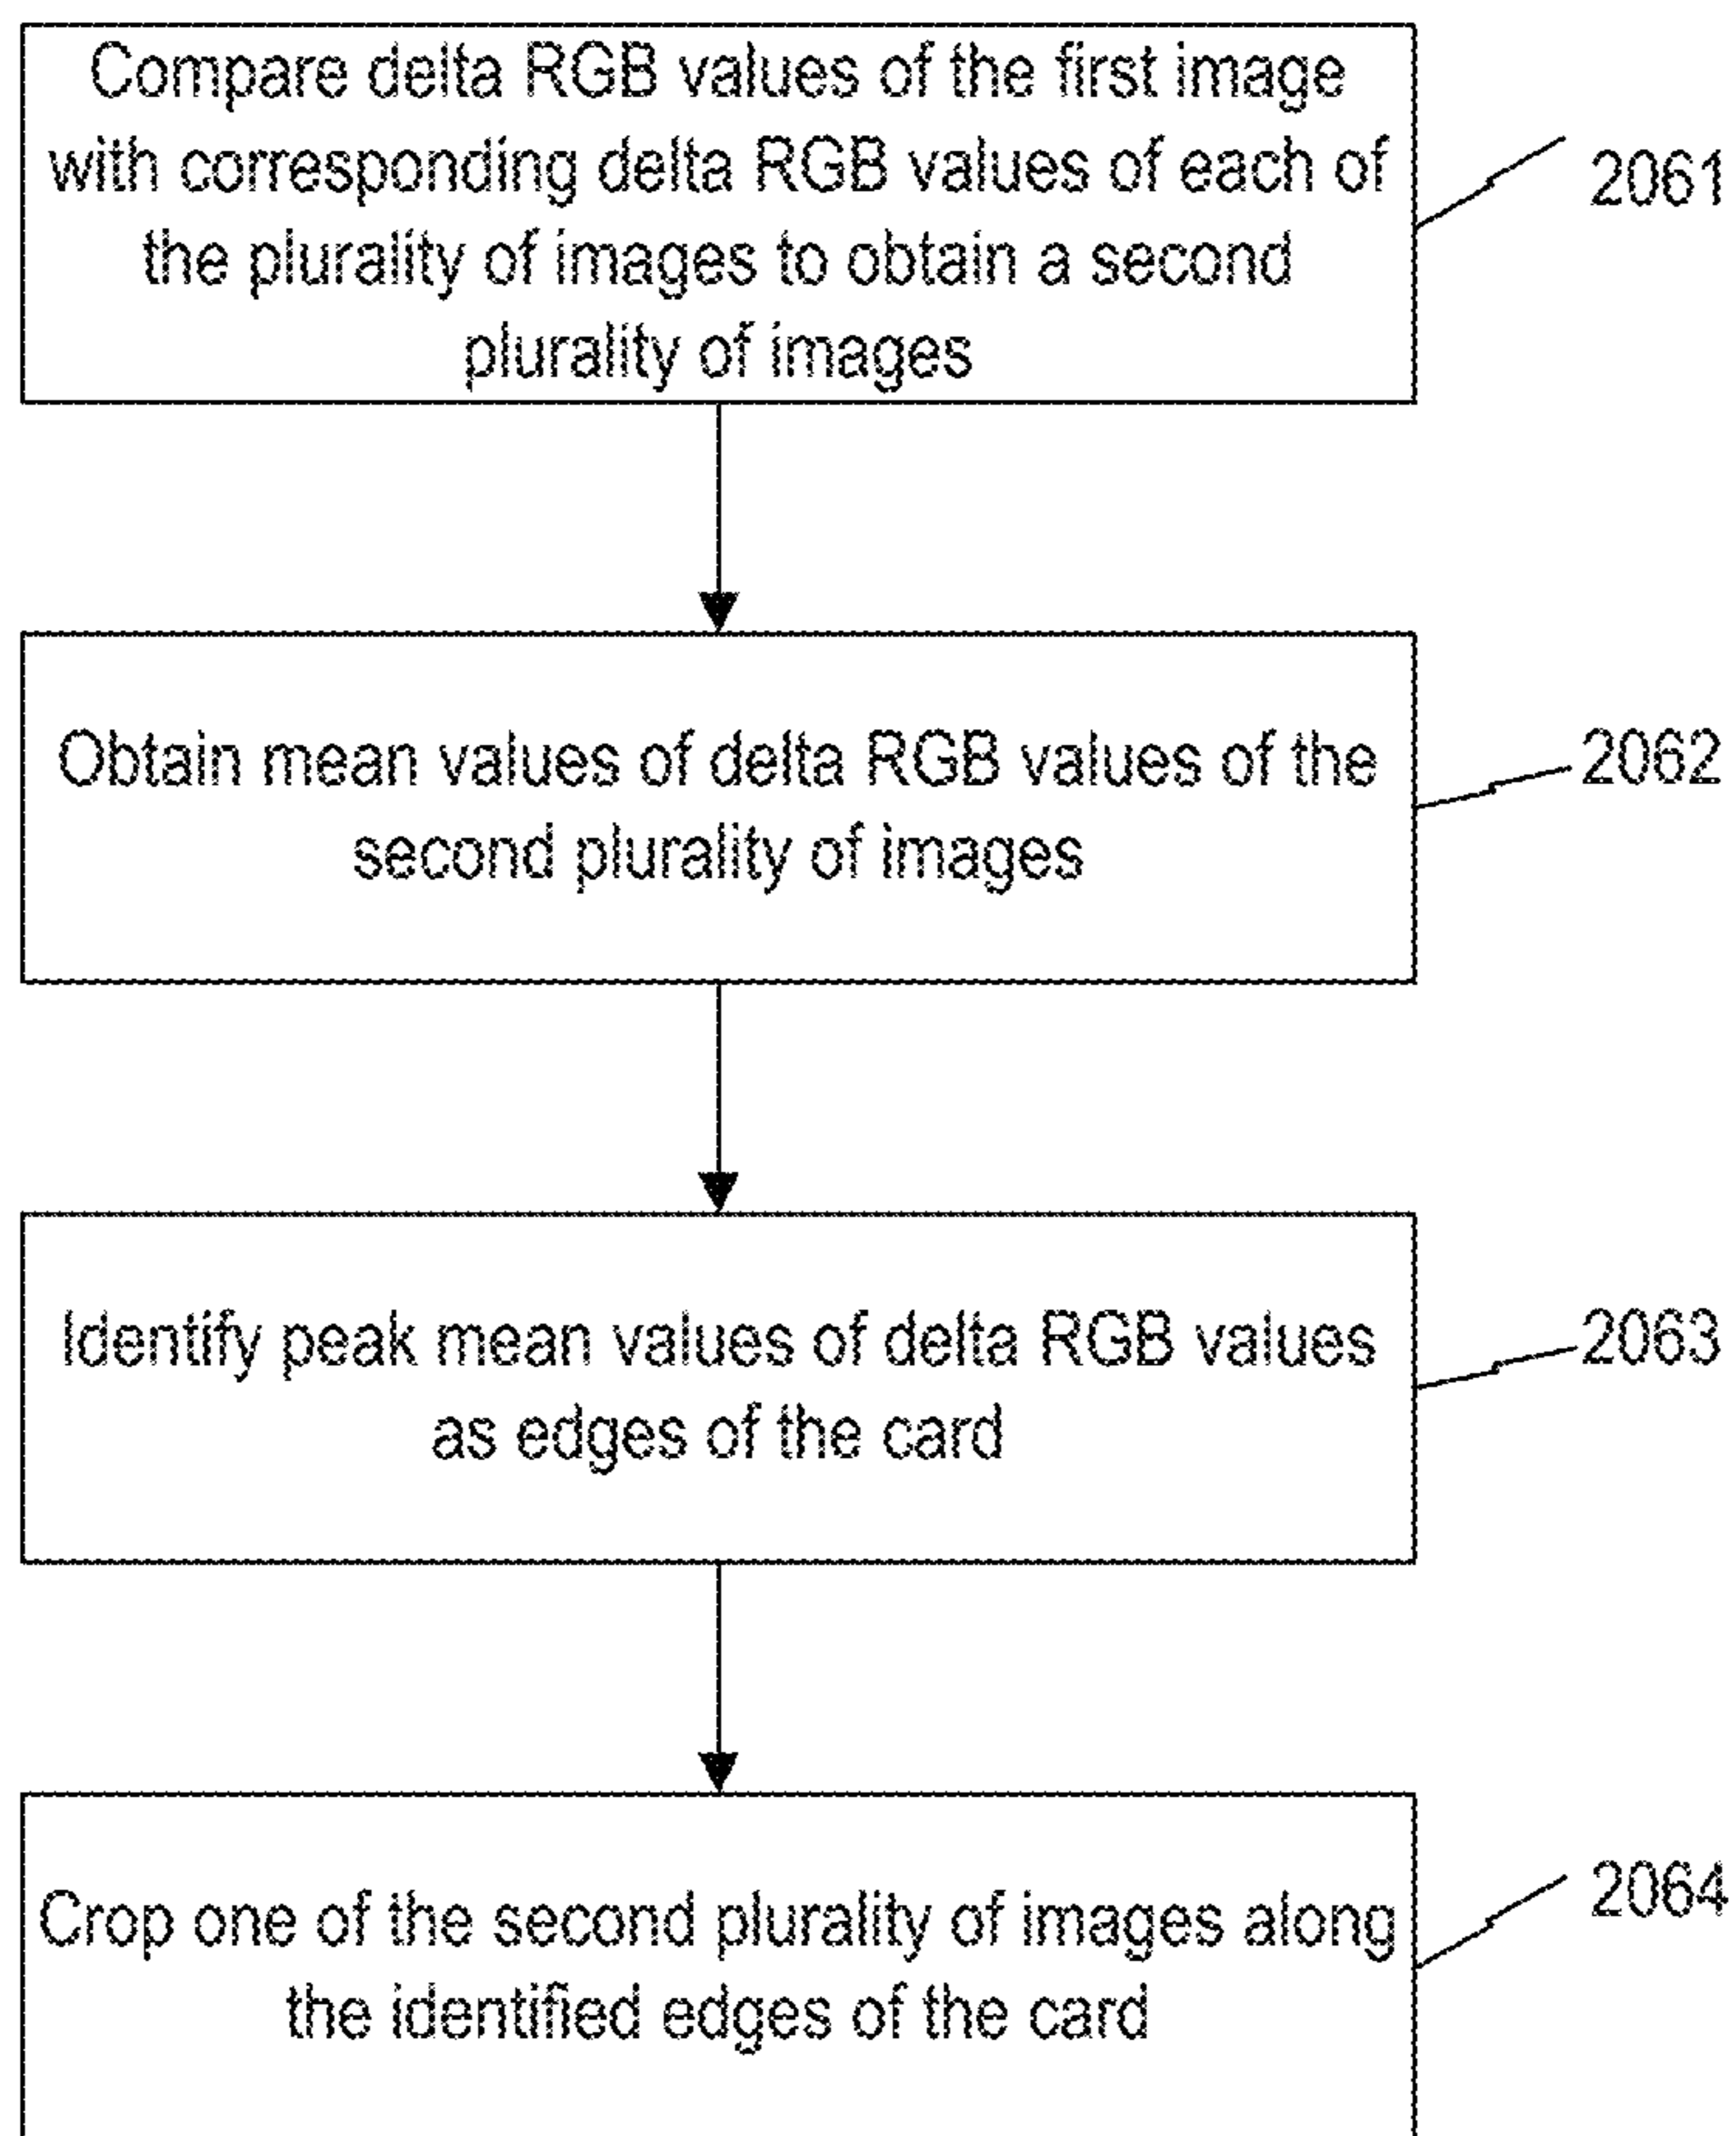 Compare delta RGB values of the first image
with corresponding delta RGB values of each of
the plurality of images to obtain a second
plurality of images
2061
Obtain mean values of delta RGB values of the
second plurality of images
2062
Identify peak mean values of delta RGB values
as edges of the card
2063
Crop one of the second plurality of images along
the identified edges of the card
2064